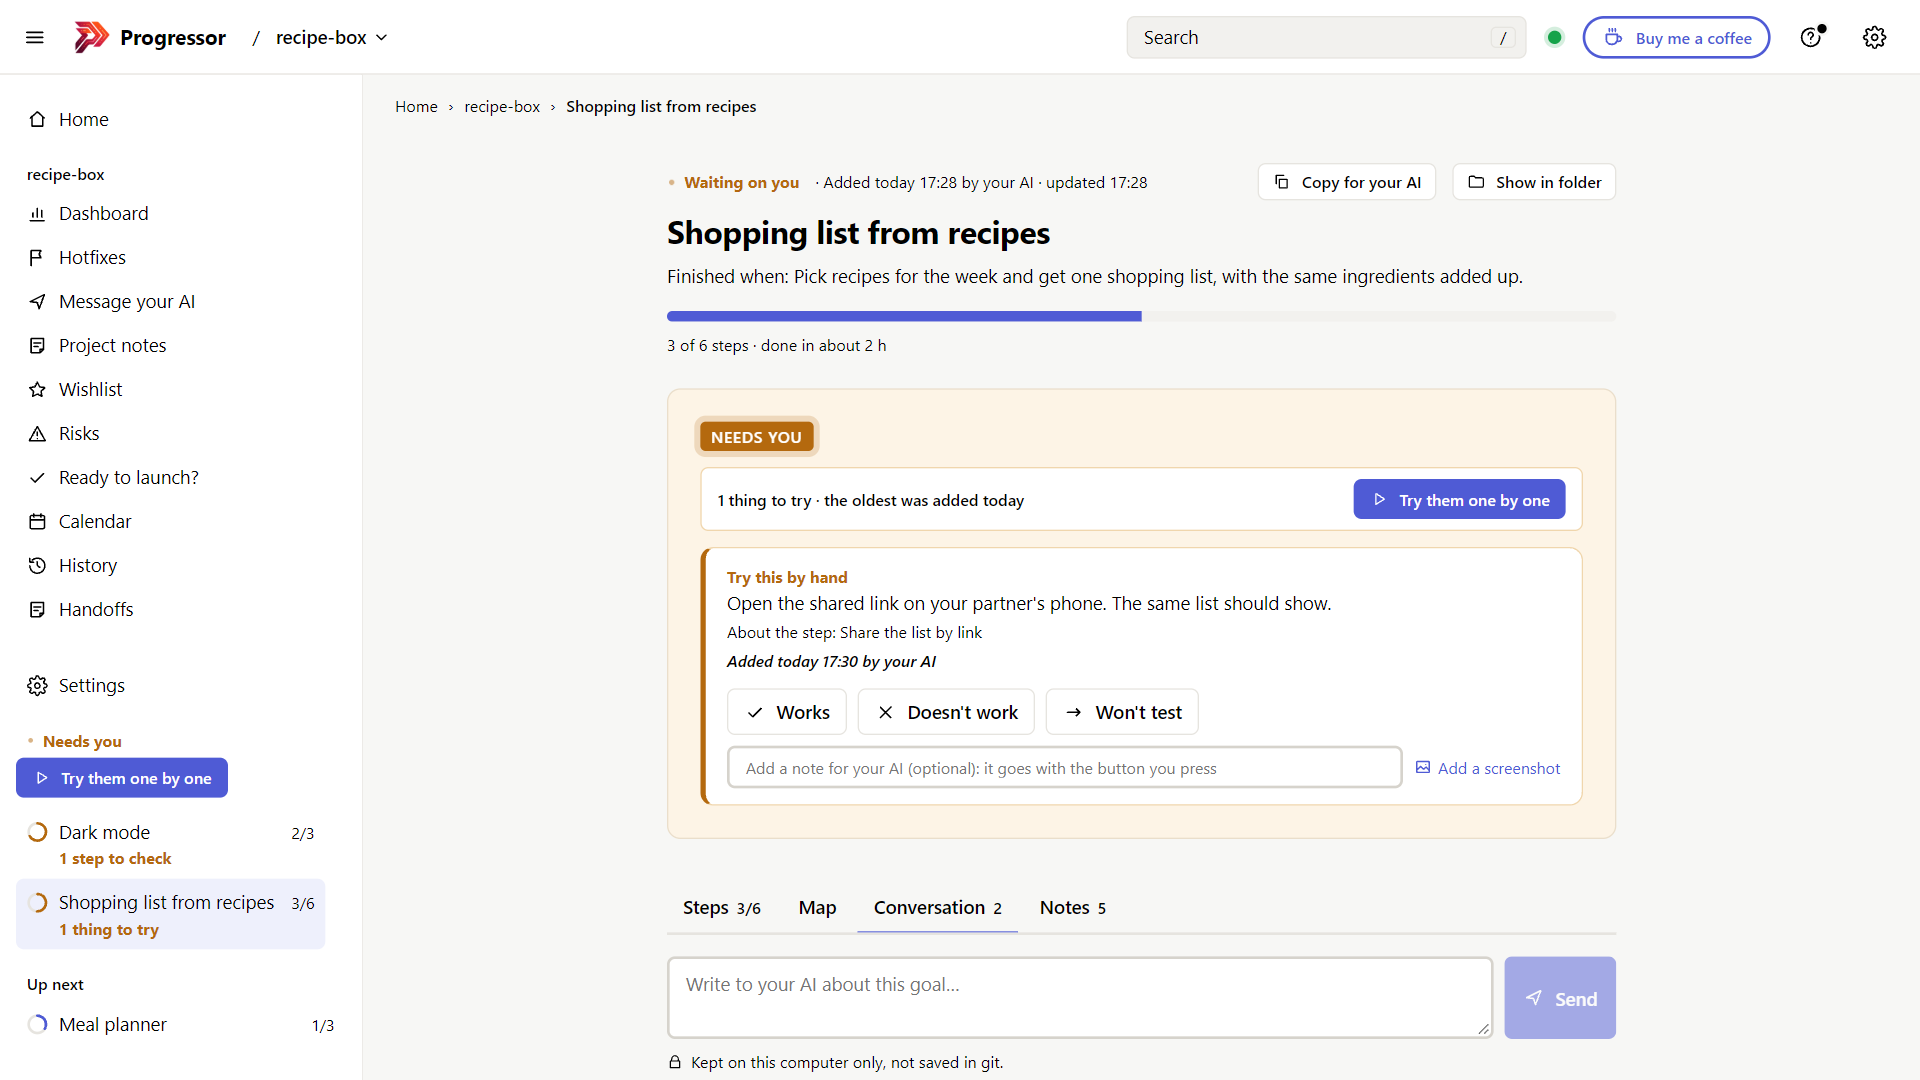 Progressor
/ recipe-box
Search
/
Buy me a coffee
Home
recipe-box
Dashboard
Hotfixes
Message your AI
Project notes
Wishlist
Risks
Ready to launch?
Calendar
History
Handoffs
Settings
Needs you
Try them one by one
Dark mode 2/3
1 step to check
Shopping list from recipes 3/6
1 thing to try
Up next
Meal planner 1/3
Home › recipe-box › Shopping list from recipes
Waiting on you · Added today 17:28 by your AI · updated 17:28
Copy for your AI
Show in folder
Shopping list from recipes
Finished when: Pick recipes for the week and get one shopping list, with the same ingredients added up.
3 of 6 steps · done in about 2 h
NEEDS YOU
1 thing to try · the oldest was added today
Try them one by one
Try this by hand
Open the shared link on your partner's phone. The same list should show.
About the step: Share the list by link
Added today 17:30 by your AI
Works
Doesn't work
Won't test
Add a note for your AI (optional): it goes with the button you press
Add a screenshot
Steps 3/6
Map
Conversation 2
Notes 5
Write to your AI about this goal...
Send
Kept on this computer only, not saved in git.